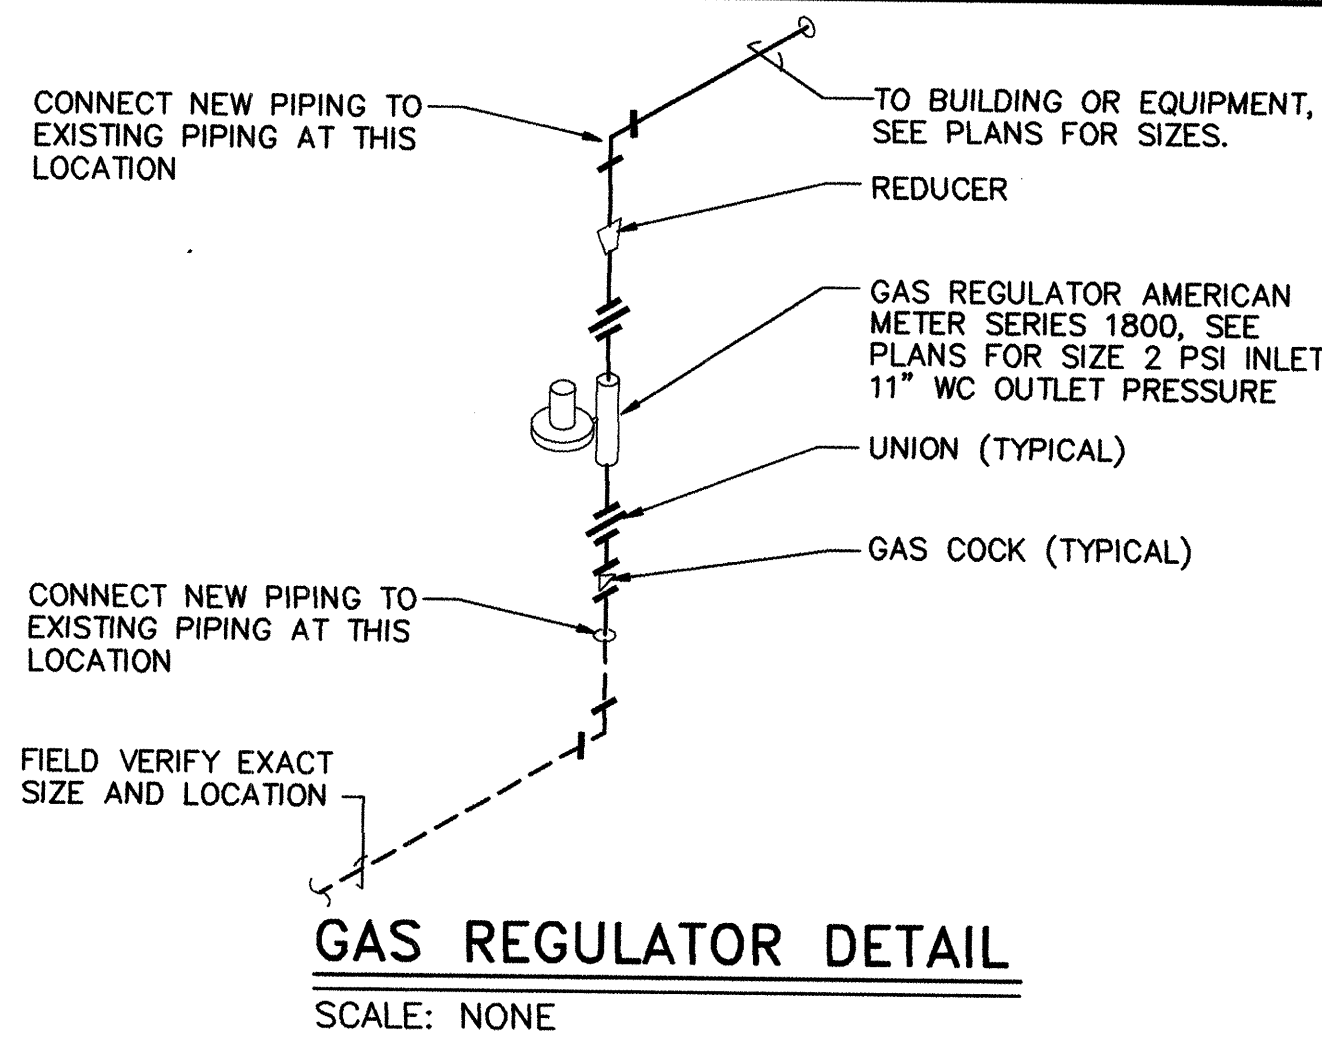 CONNECT NEW PIPING TO
EXISTING PIPING AT THIS
LOCATION
TO BUILDING OR EQUIPMENT,
SEE PLANS FOR SIZES.
REDUCER
GAS REGULATOR AMERICAN
METER SERIES 1800, SEE
PLANS FOR SIZE 2 PSI INLET
11" WC OUTLET PRESSURE
UNION (TYPICAL)
GAS COCK (TYPICAL)
CONNECT NEW PIPING TO
EXISTING PIPING AT THIS
LOCATION
FIELD VERIFY EXACT
SIZE AND LOCATION
GAS REGULATOR DETAIL
SCALE: NONE